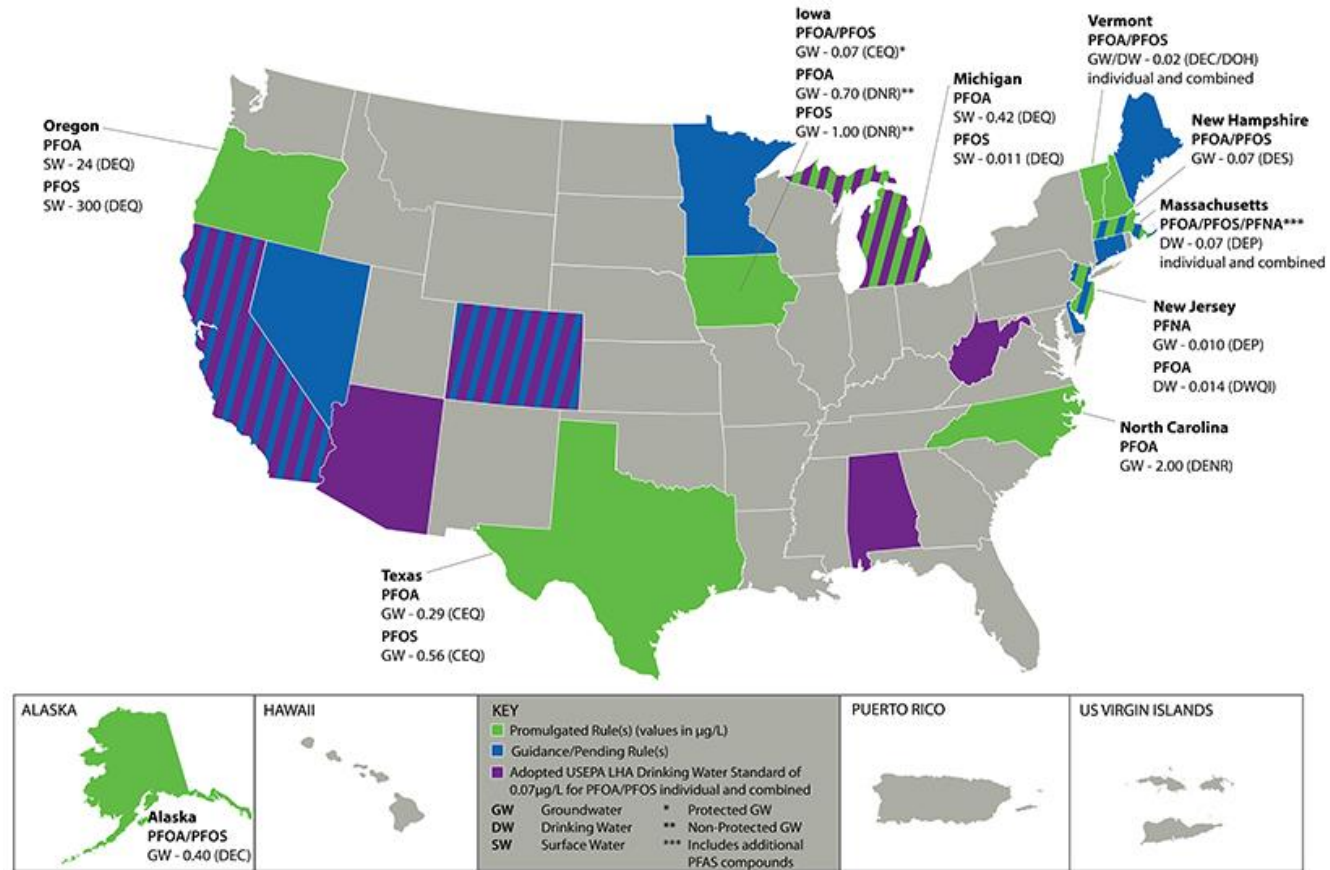 Iowa
PFOA/PFOS
GW - 0.07 (CEQ)*
PFOA
GW - 0.70 (DNR)**
PFOS
GW - 1.00 (DNR)**
Michigan
PFOA
SW - 0.42 (DEQ)
PFOS
SW - 0.011 (DEQ)
Vermont
PFOA/PFOS
GW/DW - 0.02 (DEC/DOH)
individual and combined
New Hampshire
PFOA/PFOS
GW - 0.07 (DES)
Massachusetts
PFOA/PFOS/PFNA***
DW - 0.07 (DEP)
individual and combined
New Jersey
PFNA
GW - 0.010 (DEP)
PFOA
DW - 0.014 (DWQI)
North Carolina
PFOA
GW - 2.00 (DENR)
Oregon
PFOA
SW - 24 (DEQ)
PFOS
SW - 300 (DEQ)
Texas
PFOA
GW - 0.29 (CEQ)
PFOS
GW - 0.56 (CEQ)
ALASKA
Alaska
PFOA/PFOS
GW - 0.40 (DEC)
HAWAII
KEY
Promulgated Rule(s) (values in µg/L)
Guidance/Pending Rule(s)
Adopted USEPA LHA Drinking Water Standard of
0.07µg/L for PFOA/PFOS individual and combined
GW Groundwater * Protected GW
DW Drinking Water ** Non-Protected GW
SW Surface Water *** Includes additional
PFAS compounds
PUERTO RICO
US VIRGIN ISLANDS